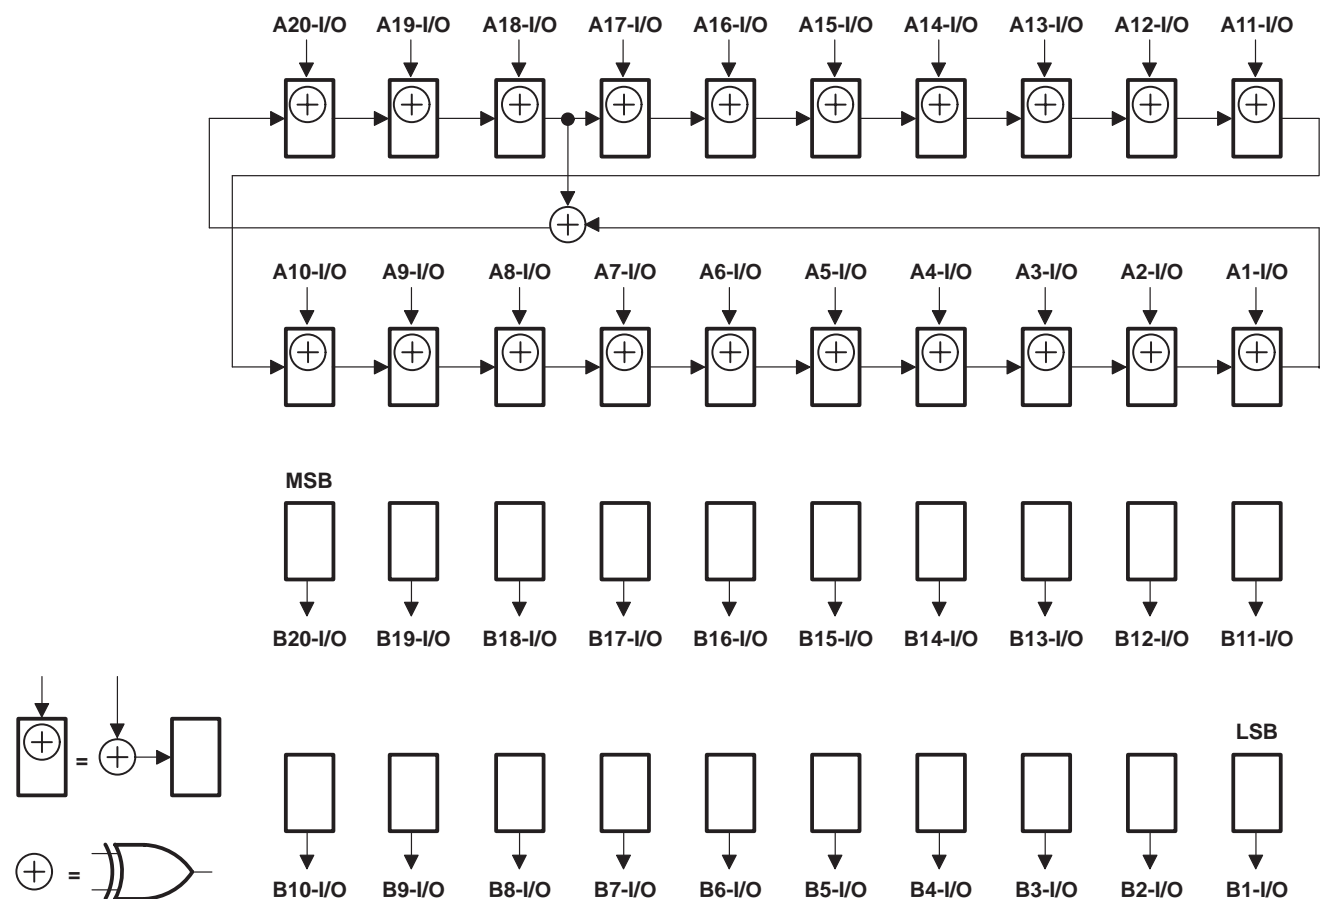 A20-I/O A19-I/O A18-I/O A17-I/O A16-I/O A15-I/O A14-I/O A13-I/O A12-I/O A11-I/O
A10-I/O A9-I/O A8-I/O A7-I/O A6-I/O A5-I/O A4-I/O A3-I/O A2-I/O A1-I/O
MSB
B20-I/O B19-I/O B18-I/O B17-I/O B16-I/O B15-I/O B14-I/O B13-I/O B12-I/O B11-I/O
LSB
=
=
B10-I/O B9-I/O B8-I/O B7-I/O B6-I/O B5-I/O B4-I/O B3-I/O B2-I/O B1-I/O